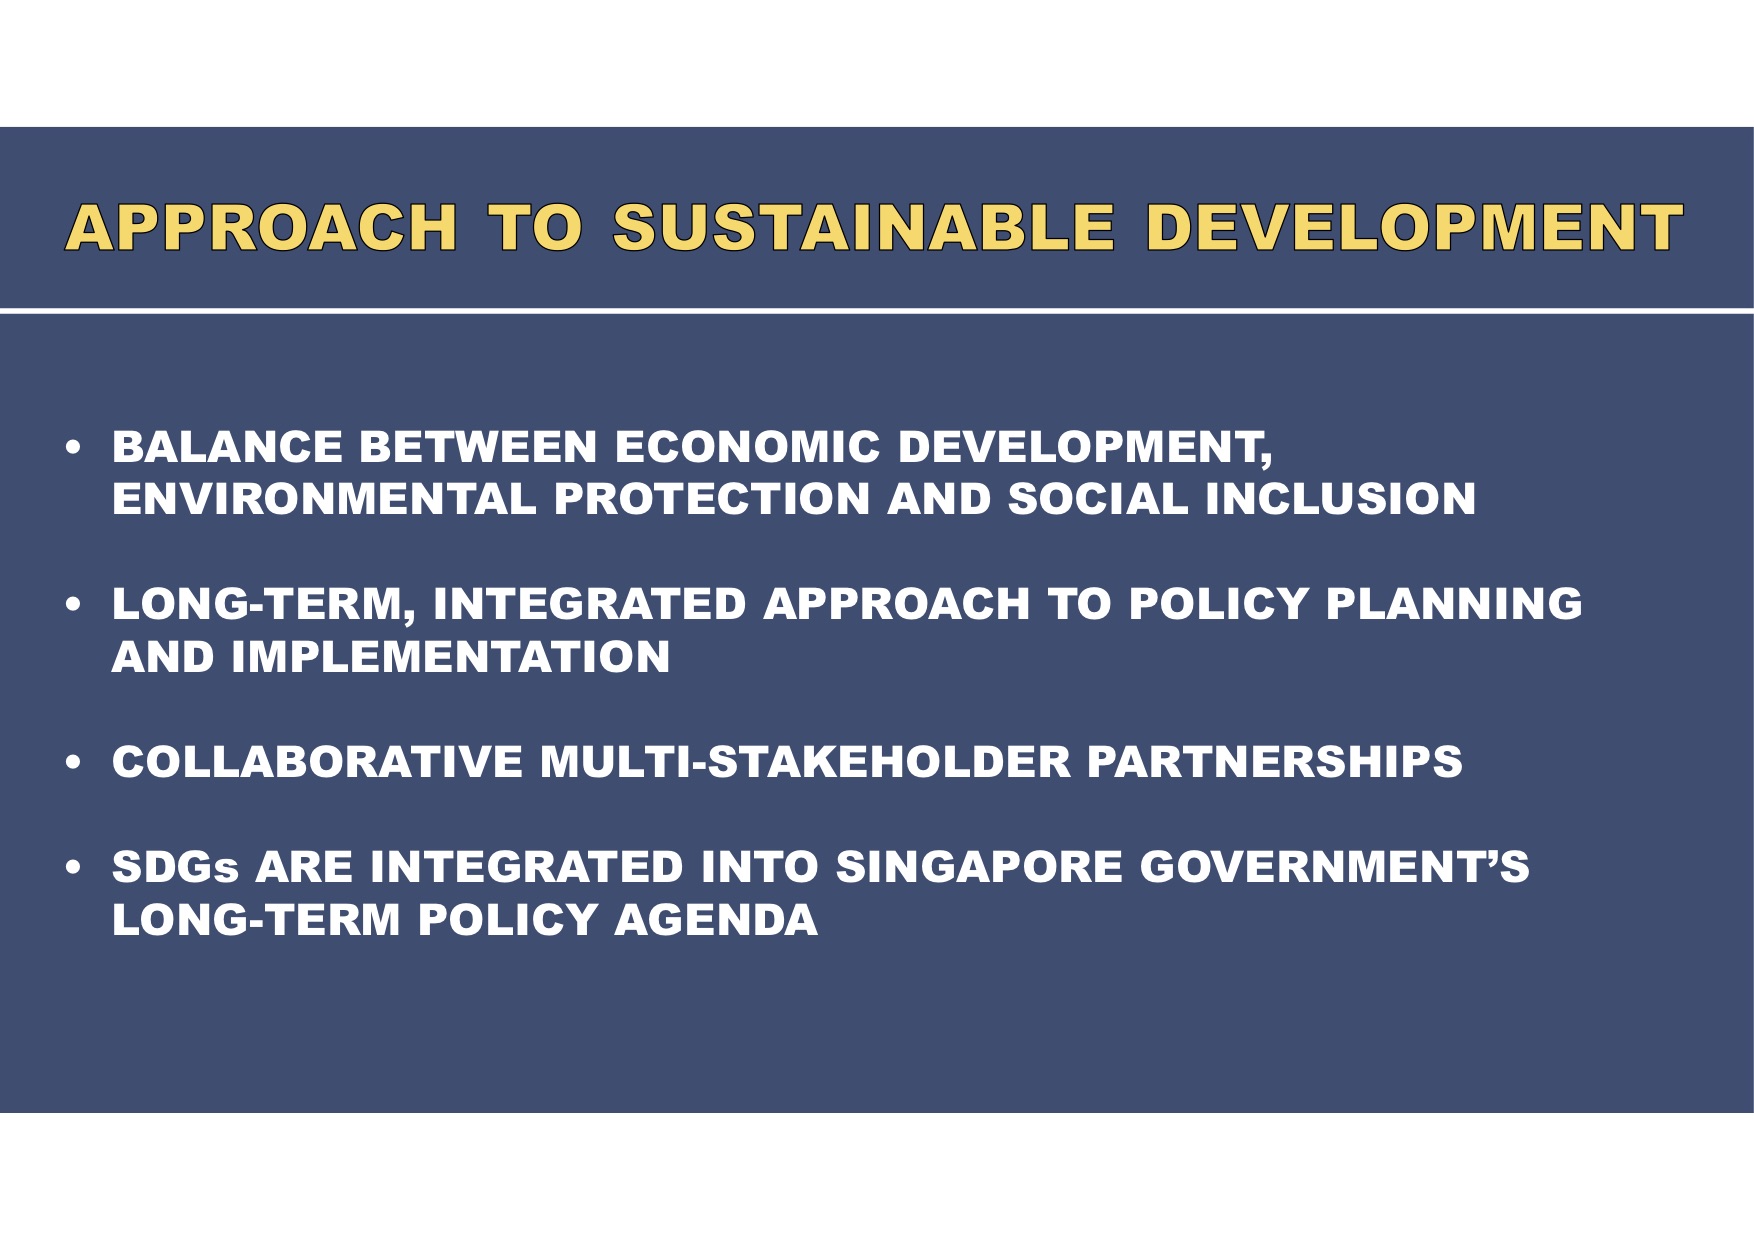 APPROACH TO SUSTAINABLE DEVELOPMENT
• BALANCE BETWEEN ECONOMIC DEVELOPMENT,
ENVIRONMENTAL PROTECTION AND SOCIAL INCLUSION
• LONG-TERM, INTEGRATED APPROACH TO POLICY PLANNING
AND IMPLEMENTATION
• COLLABORATIVE MULTI-STAKEHOLDER PARTNERSHIPS
• SDGs ARE INTEGRATED INTO SINGAPORE GOVERNMENT’S
LONG-TERM POLICY AGENDA